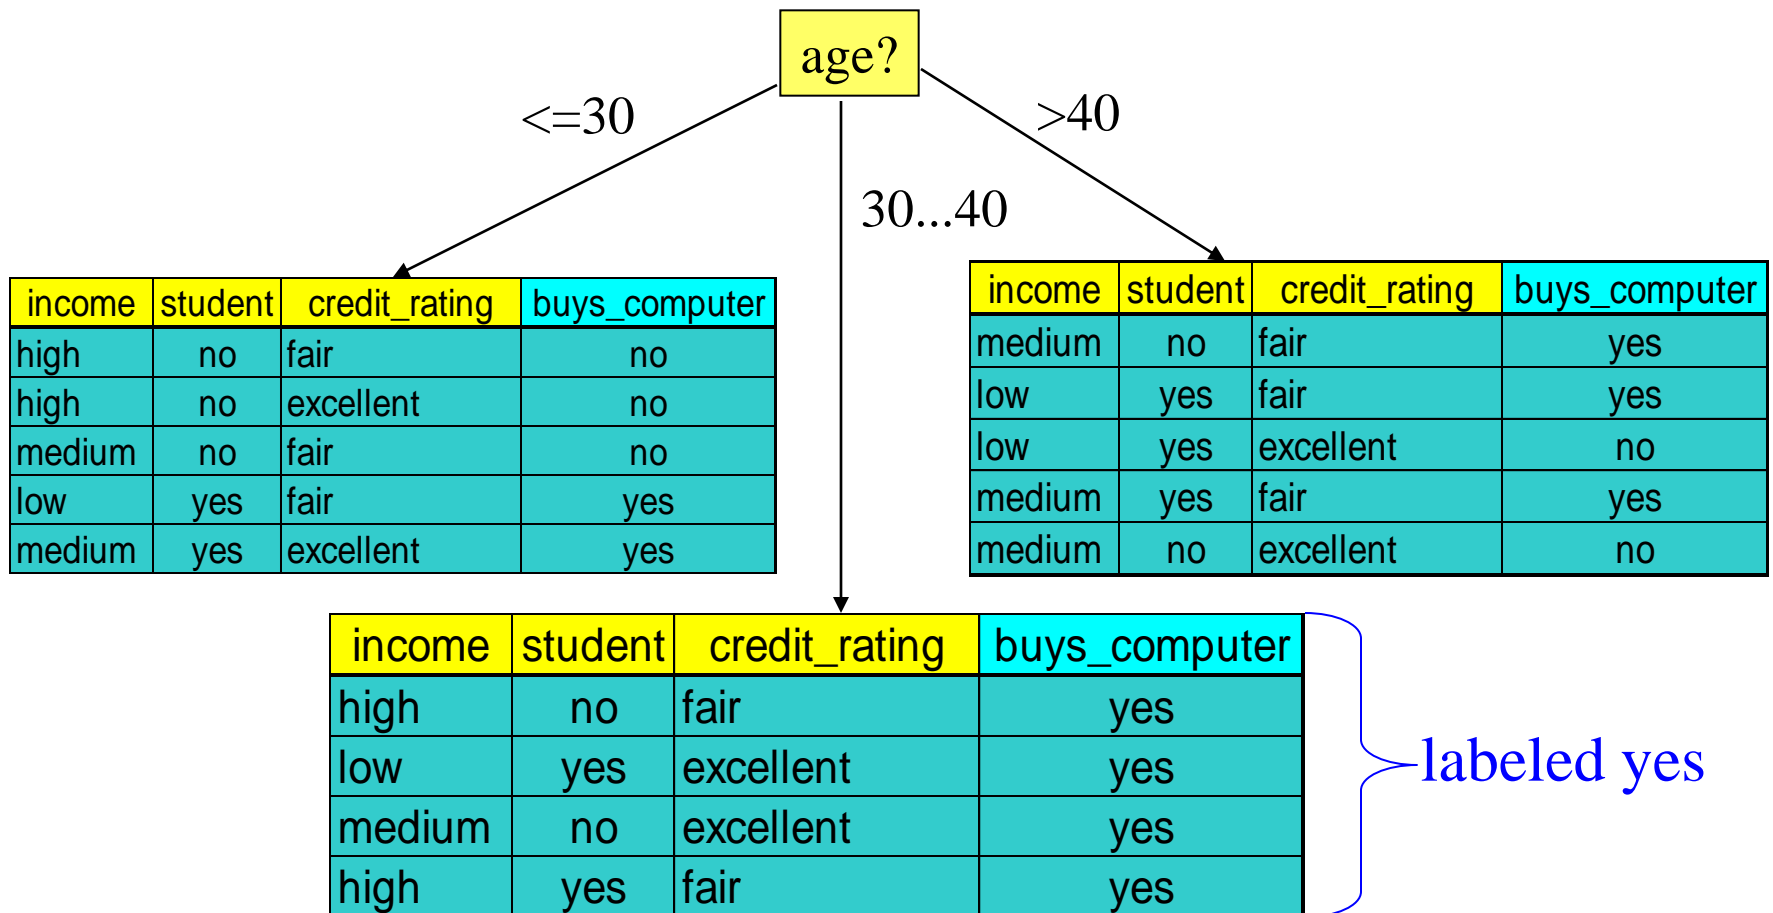 age?
<=30
>40
30...40
income student credit_rating buys_computer
high no fair no
high no excellent no
medium no fair no
low yes fair yes
medium yes excellent yes
income student credit_rating buys_computer
medium no fair yes
low yes fair yes
low yes excellent no
medium yes fair yes
medium no excellent no
income student credit_rating buys_computer
high no fair yes
low yes excellent yes
medium no excellent yes
high yes fair yes
labeled yes